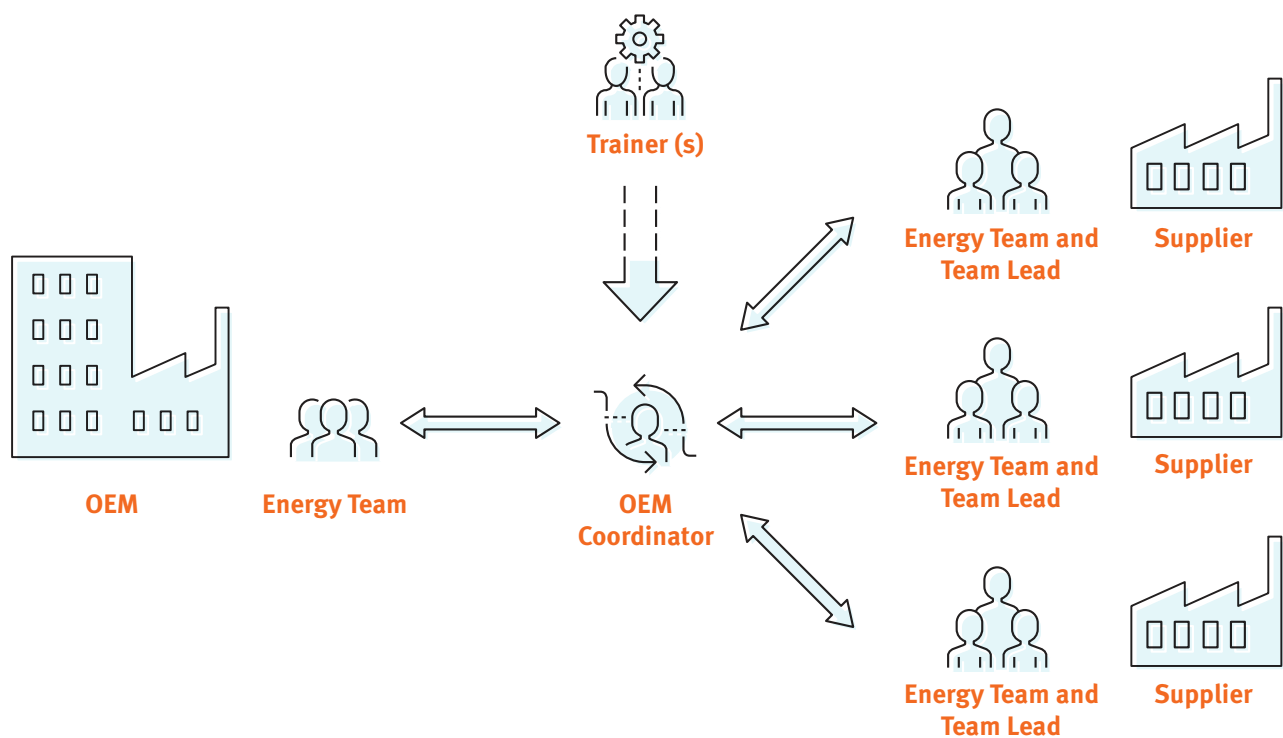 Trainer (s)
Energy Team and
Team Lead
Supplier
OEM
Energy Team
OEM
Coordinator
Energy Team and
Team Lead
Supplier
Energy Team and
Team Lead
Supplier